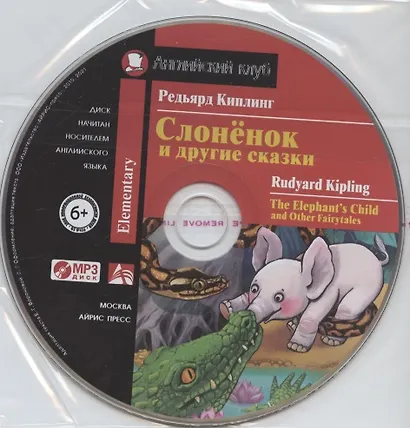 Английский клуб
Редьярд Киплинг
Слонёнок
и другие сказки
Rudyard Kipling
The Elephant's Child
and Other Fairytales
ДИСК
НАЧИТАН
НОСИТЕЛЕМ
АНГЛИЙСКОГО
ЯЗЫКА
Elementary
6+
MP3
ДИСК
МОСКВА
АЙРИС ПРЕСС
REMOVE